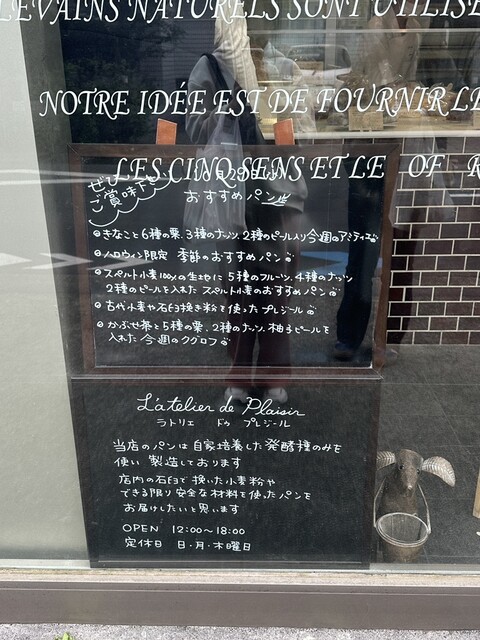 LEVAINS NATURELS SONT UTILISE
NOTRE IDÉE EST DE FOURNIR LE
LES CINQ SENS ET LE OF
ぜひ
ご賞味下さい
おすすめパン
きなこと6種の栗、3種のナッツ、2種のピール入り今週のアミティエ
ハロウィン限定 季節のおすすめパン
スペルト小麦100%の生地に5種のフルーツ、4種のナッツ
2種のピールを入れた スペルト小麦のおすすめパン
古代小麦や石臼挽き粉を使ったプレジール
かぶせ茶と5種の栗、2種のナッツ、柚子ピールを
入れた 今週のクグロフ
L'atelier de Plaisir
ラトリエ ドゥ プレジール
当店のパンは自家培養した発酵種のみを
使い 製造しております
店内の石臼で挽いた小麦粉や
できる限り安全な材料を使ったパンを
お届けしたいと思います
OPEN 12:00～18:00
定休日 日・月・木曜日